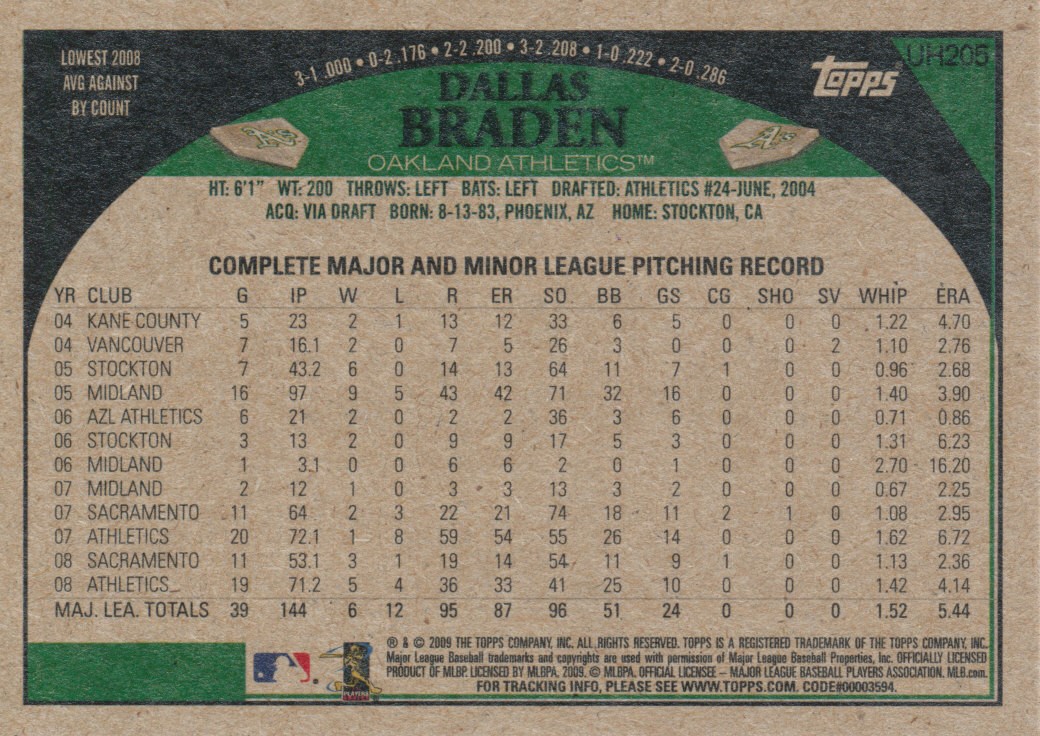 LOWEST 2008
AVG AGAINST
BY COUNT
3-1 .000 • 0-2 .176 • 2-2 .200 • 3-2 .208 • 1-0 .222 • 2-0 .286
topps
UH205
DALLAS
BRADEN
OAKLAND ATHLETICS™
A's A's
HT: 6'1" WT: 200 THROWS: LEFT BATS: LEFT DRAFTED: ATHLETICS #24-JUNE, 2004
ACQ: VIA DRAFT BORN: 8-13-83, PHOENIX, AZ HOME: STOCKTON, CA
COMPLETE MAJOR AND MINOR LEAGUE PITCHING RECORD
YR CLUB G IP W L R ER SO BB GS CG SHO SV WHIP ERA
04 KANE COUNTY 5 23 2 1 13 12 33 6 5 0 0 0 1.22 4.70
04 VANCOUVER 7 16.1 2 0 7 5 26 3 0 0 0 2 1.10 2.76
05 STOCKTON 7 43.2 6 0 14 13 64 11 7 1 0 0 0.96 2.68
05 MIDLAND 16 97 9 5 43 42 71 32 16 0 0 0 1.40 3.90
06 AZL ATHLETICS 6 21 2 0 2 2 36 3 6 0 0 0 0.71 0.86
06 STOCKTON 3 13 2 0 9 9 17 5 3 0 0 0 1.31 6.23
06 MIDLAND 1 3.1 0 0 6 6 2 0 1 0 0 0 2.70 16.20
07 MIDLAND 2 12 1 0 3 3 13 3 2 0 0 0 0.67 2.25
07 SACRAMENTO 11 64 2 3 22 21 74 18 11 2 1 0 1.08 2.95
07 ATHLETICS 20 72.1 1 8 59 54 55 26 14 0 0 0 1.62 6.72
08 SACRAMENTO 11 53.1 3 1 19 14 54 11 9 1 0 0 1.13 2.36
08 ATHLETICS 19 71.2 5 4 36 33 41 25 10 0 0 0 1.42 4.14
MAJ. LEA. TOTALS 39 144 6 12 95 87 96 51 24 0 0 0 1.52 5.44
® & © 2009 THE TOPPS COMPANY, INC. ALL RIGHTS RESERVED. TOPPS IS A REGISTERED TRADEMARK OF THE TOPPS COMPANY, INC.
Major League Baseball trademarks and copyrights are used with permission of Major League Baseball Properties, Inc. OFFICIALLY LICENSED
PRODUCT OF MLBP. LICENSED BY MLBPA, 2009. © MLBPA. OFFICIAL LICENSEE – MAJOR LEAGUE BASEBALL PLAYERS ASSOCIATION. MLB.com.
FOR TRACKING INFO, PLEASE SEE WWW.TOPPS.COM. CODE#00003594.
PLAYERS